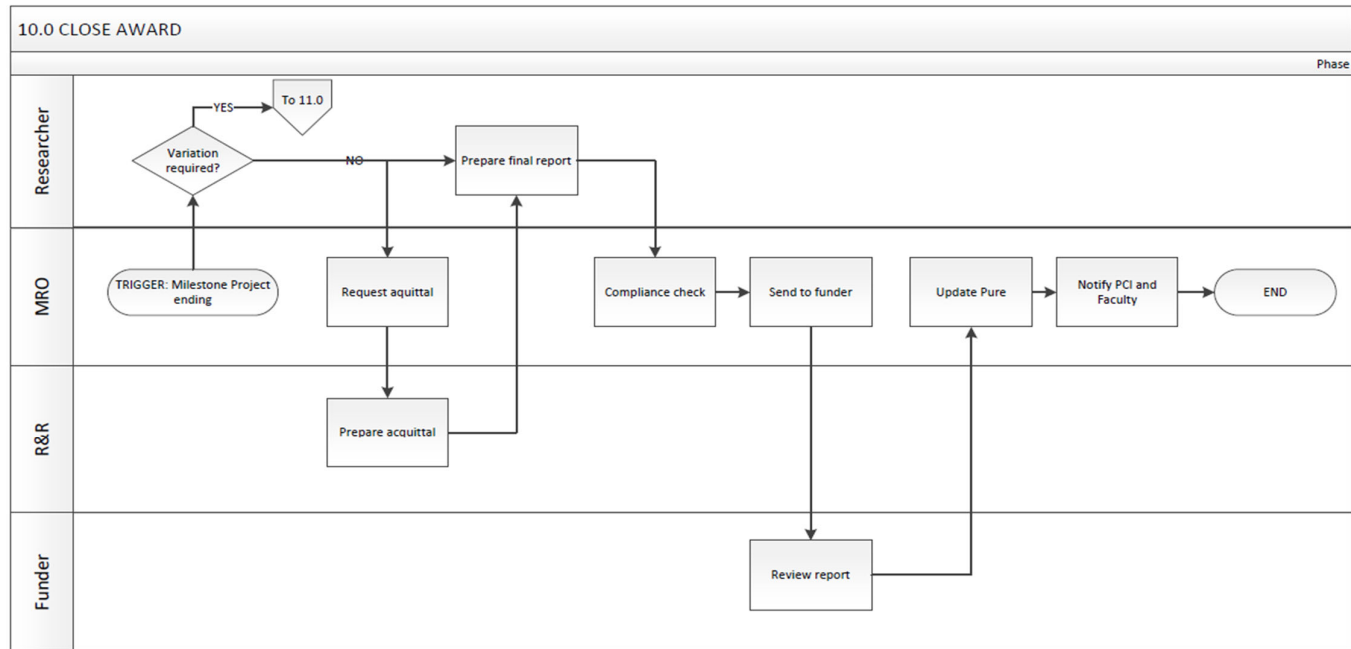 10.0 CLOSE AWARD
Phase
Researcher
YES
To 11.0
Variation
required?
NO
Prepare final report
MRO
TRIGGER: Milestone Project
ending
Request aquittal
Compliance check
Send to funder
Update Pure
Notify PCI and
Faculty
END
R&R
Prepare acquittal
Funder
Review report